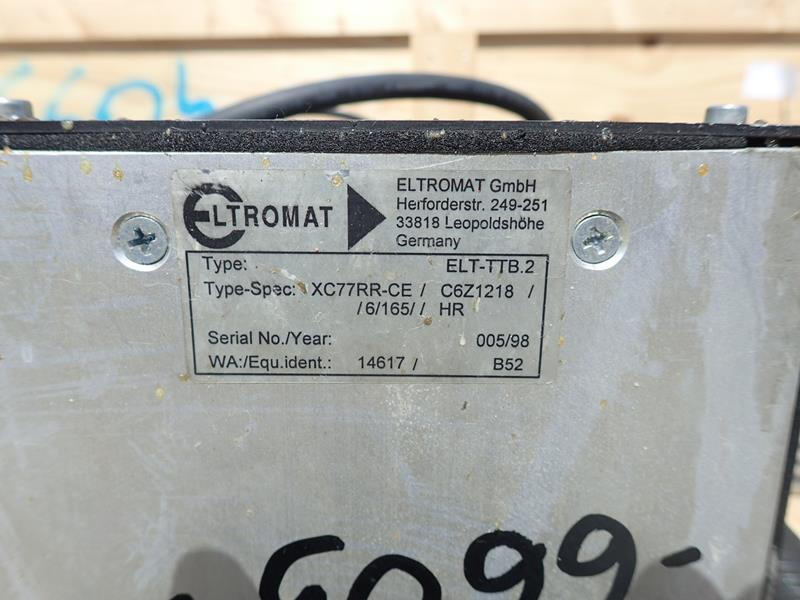 ELTROMAT
ELTROMAT GmbH
Herforderstr. 249-251
33818 Leopoldshöhe
Germany
Type: ELT-TTB.2
Type-Spec: XC77RR-CE / C6Z1218 /
/6/165/ / HR
Serial No./Year: 005/98
WA:/Equ.ident.: 14617 / B52